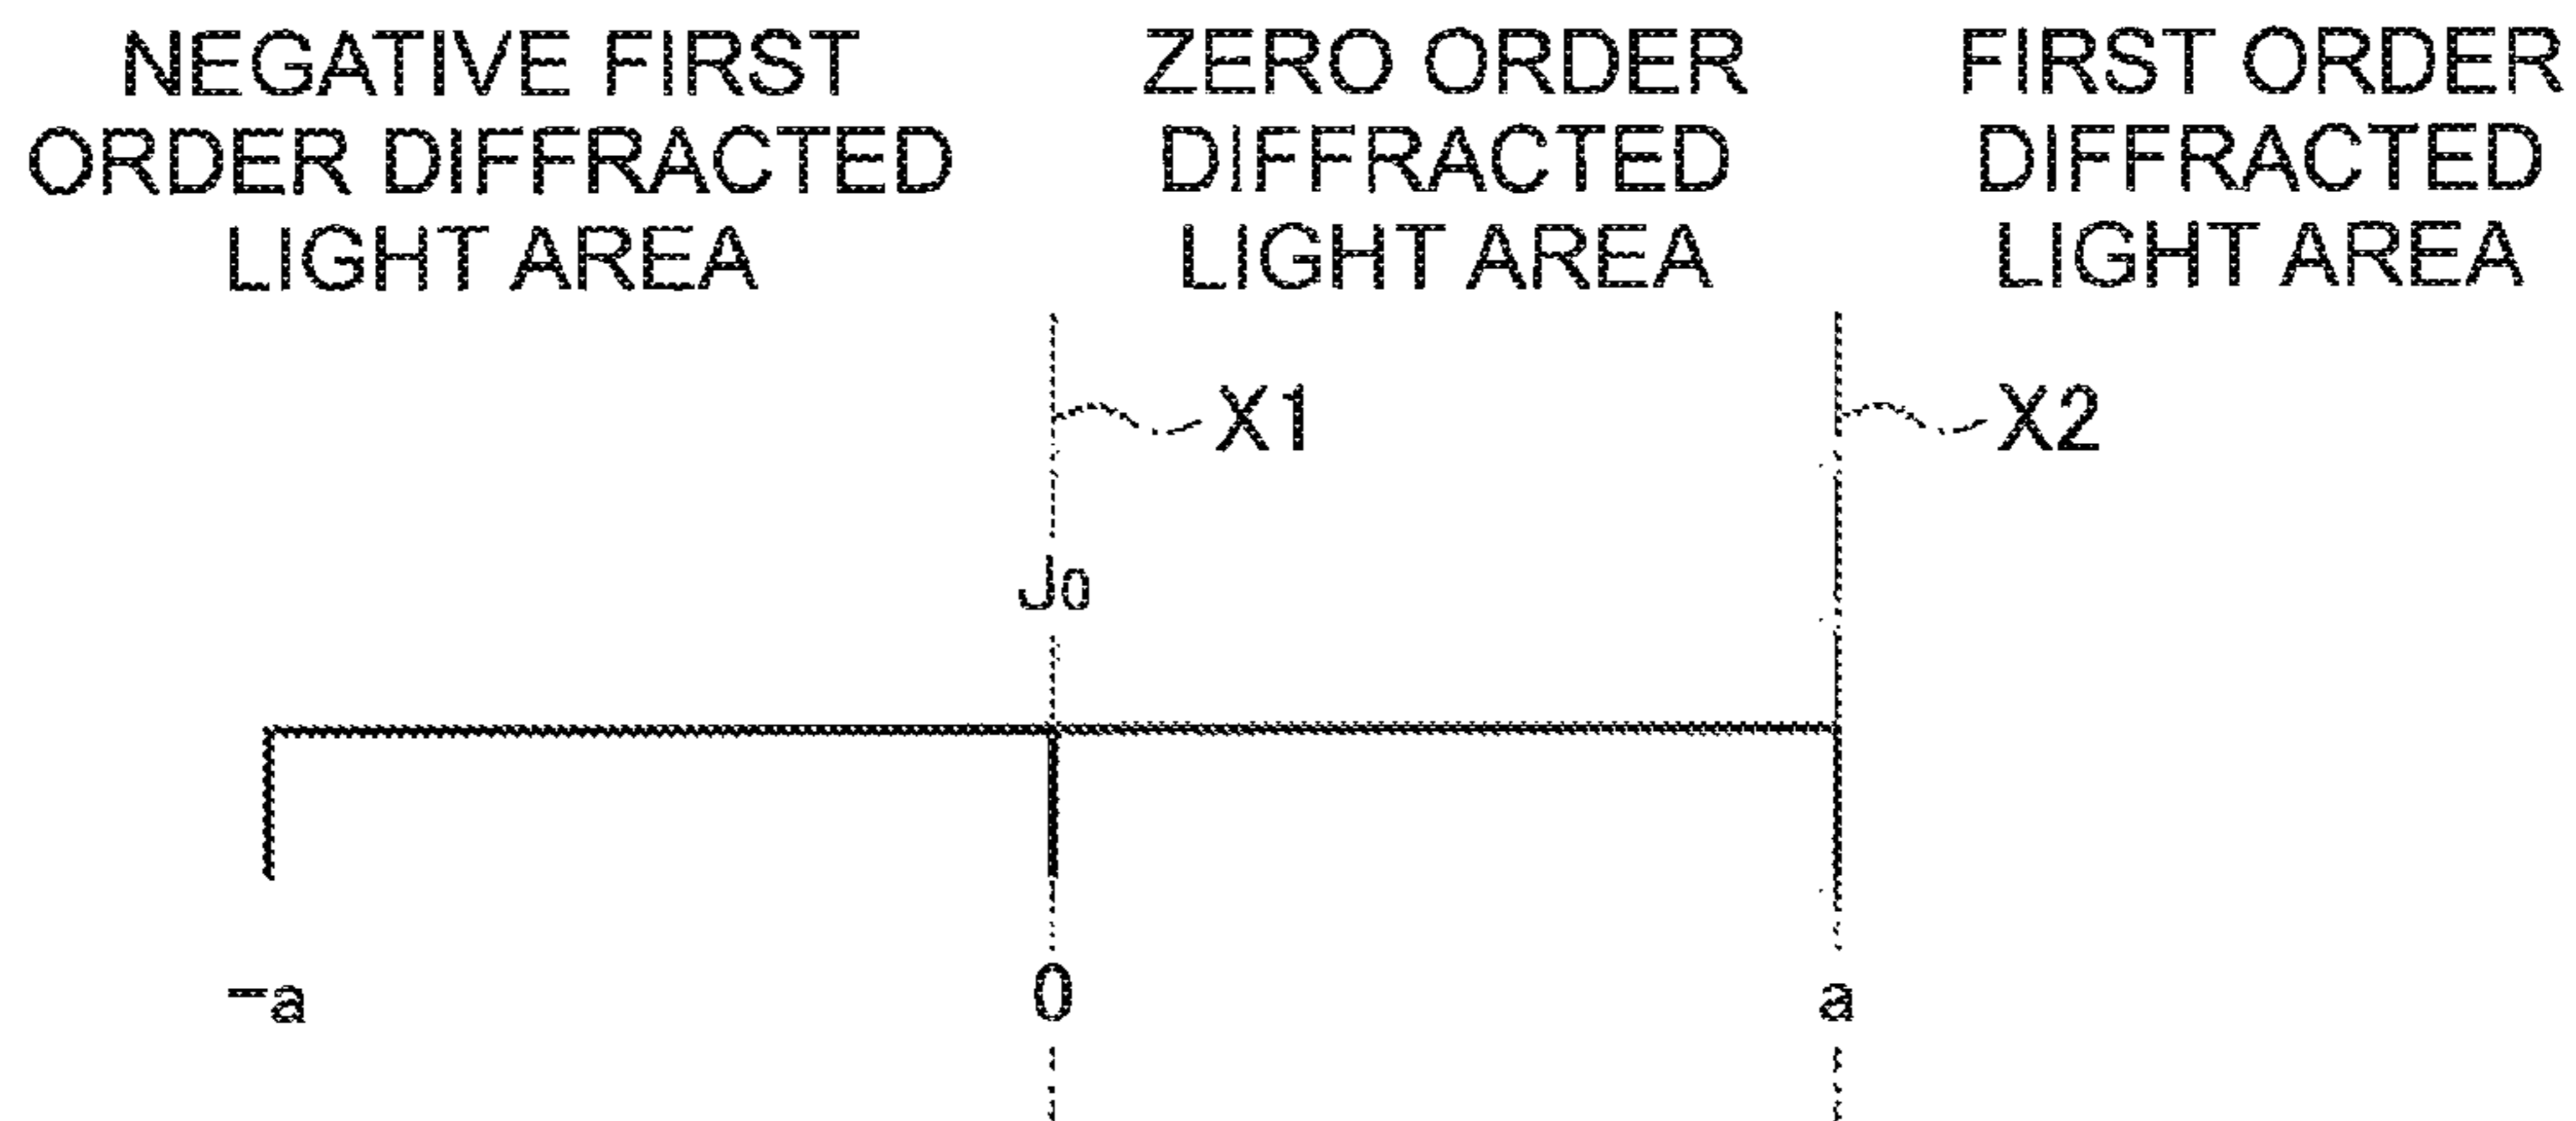 NEGATIVE FIRST
ORDER DIFFRACTED
LIGHT AREA
ZERO ORDER
DIFFRACTED
LIGHT AREA
FIRST ORDER
DIFFRACTED
LIGHT AREA
X1
X2
J0
-a
0
a